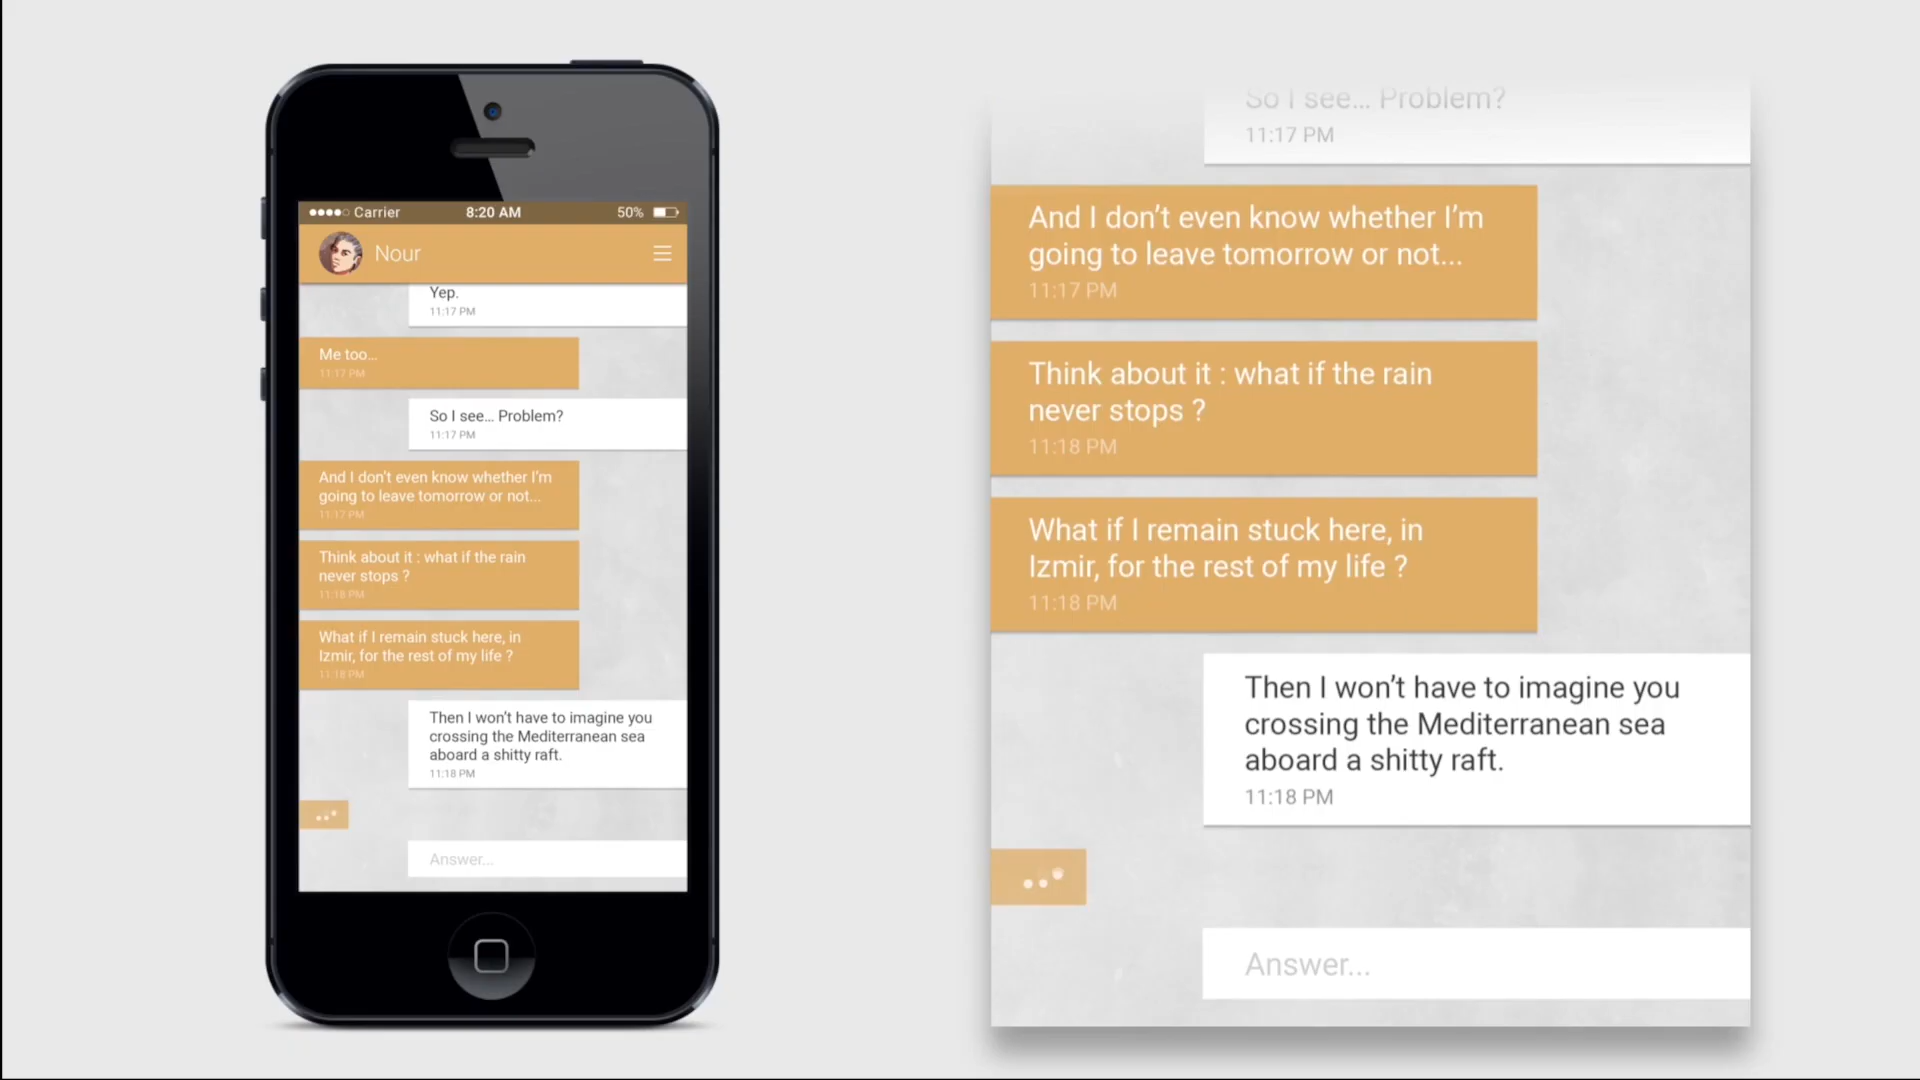 Carrier
8:20 AM
50%
Nour
Yep.
11:17 PM
Me too...
11:17 PM
So I see... Problem?
11:17 PM
And I don't even know whether I'm
going to leave tomorrow or not...
11:17 PM
Think about it : what if the rain
never stops ?
11:18 PM
What if I remain stuck here, in
Izmir, for the rest of my life ?
11:18 PM
Then I won't have to imagine you
crossing the Mediterranean sea
aboard a shitty raft.
11:18 PM
Answer...
So I see... Problem?
11:17 PM
And I don't even know whether I'm
going to leave tomorrow or not...
11:17 PM
Think about it : what if the rain
never stops ?
11:18 PM
What if I remain stuck here, in
Izmir, for the rest of my life ?
11:18 PM
Then I won't have to imagine you
crossing the Mediterranean sea
aboard a shitty raft.
11:18 PM
Answer...